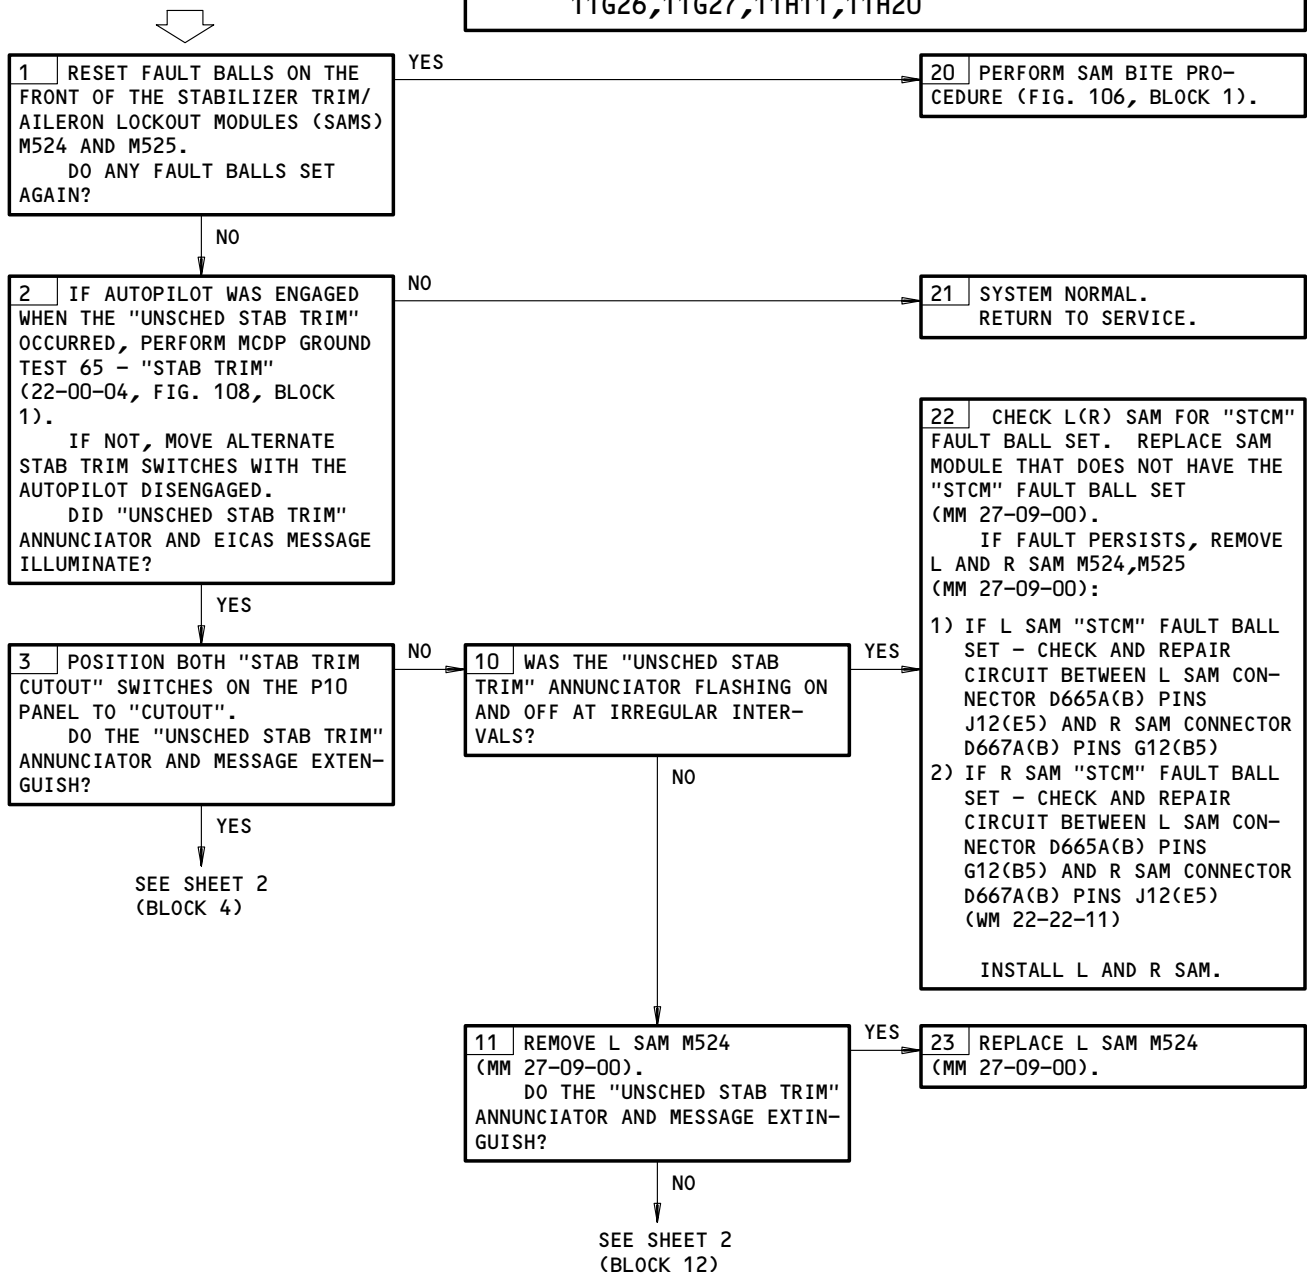 11G26,11G27,11H11,11H20
1 RESET FAULT BALLS ON THE
FRONT OF THE STABILIZER TRIM/
AILERON LOCKOUT MODULES (SAMS)
M524 AND M525.
DO ANY FAULT BALLS SET
AGAIN?
YES
20 PERFORM SAM BITE PRO-
CEDURE (FIG. 106, BLOCK 1).
NO
2 IF AUTOPILOT WAS ENGAGED
WHEN THE "UNSCHED STAB TRIM"
OCCURRED, PERFORM MCDP GROUND
TEST 65 - "STAB TRIM"
(22-00-04, FIG. 108, BLOCK
1).
IF NOT, MOVE ALTERNATE
STAB TRIM SWITCHES WITH THE
AUTOPILOT DISENGAGED.
DID "UNSCHED STAB TRIM"
ANNUNCIATOR AND EICAS MESSAGE
ILLUMINATE?
NO
21 SYSTEM NORMAL.
RETURN TO SERVICE.
YES
3 POSITION BOTH "STAB TRIM
CUTOUT" SWITCHES ON THE P10
PANEL TO "CUTOUT".
DO THE "UNSCHED STAB TRIM"
ANNUNCIATOR AND MESSAGE EXTEN-
GUISH?
NO
10 WAS THE "UNSCHED STAB
TRIM" ANNUNCIATOR FLASHING ON
AND OFF AT IRREGULAR INTER-
VALS?
YES
22 CHECK L(R) SAM FOR "STCM"
FAULT BALL SET. REPLACE SAM
MODULE THAT DOES NOT HAVE THE
"STCM" FAULT BALL SET
(MM 27-09-00).
IF FAULT PERSISTS, REMOVE
L AND R SAM M524,M525
(MM 27-09-00):
1) IF L SAM "STCM" FAULT BALL
SET - CHECK AND REPAIR
CIRCUIT BETWEEN L SAM CON-
NECTOR D665A(B) PINS
J12(E5) AND R SAM CONNECTOR
D667A(B) PINS G12(B5)
2) IF R SAM "STCM" FAULT BALL
SET - CHECK AND REPAIR
CIRCUIT BETWEEN L SAM CON-
NECTOR D665A(B) PINS
G12(B5) AND R SAM CONNECTOR
D667A(B) PINS J12(E5)
(WM 22-22-11)
INSTALL L AND R SAM.
YES
SEE SHEET 2
(BLOCK 4)
NO
11 REMOVE L SAM M524
(MM 27-09-00).
DO THE "UNSCHED STAB TRIM"
ANNUNCIATOR AND MESSAGE EXTIN-
GUISH?
YES
23 REPLACE L SAM M524
(MM 27-09-00).
NO
SEE SHEET 2
(BLOCK 12)